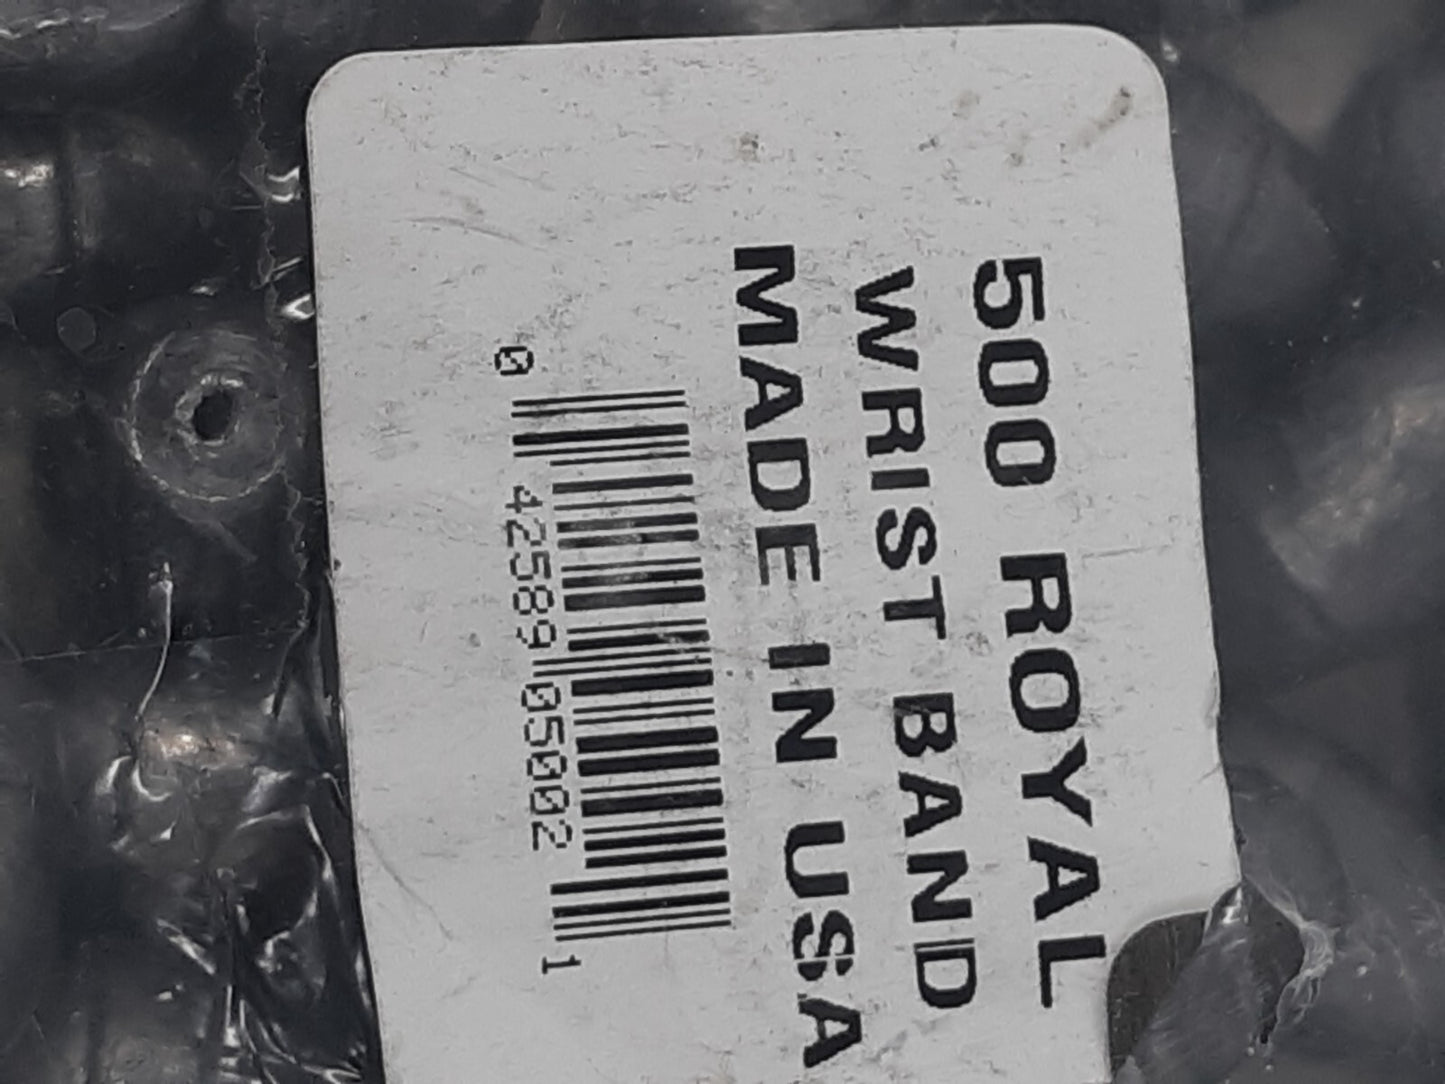 500 ROYAL
WRIST BAND
MADE IN USA
0 42589 05002 1